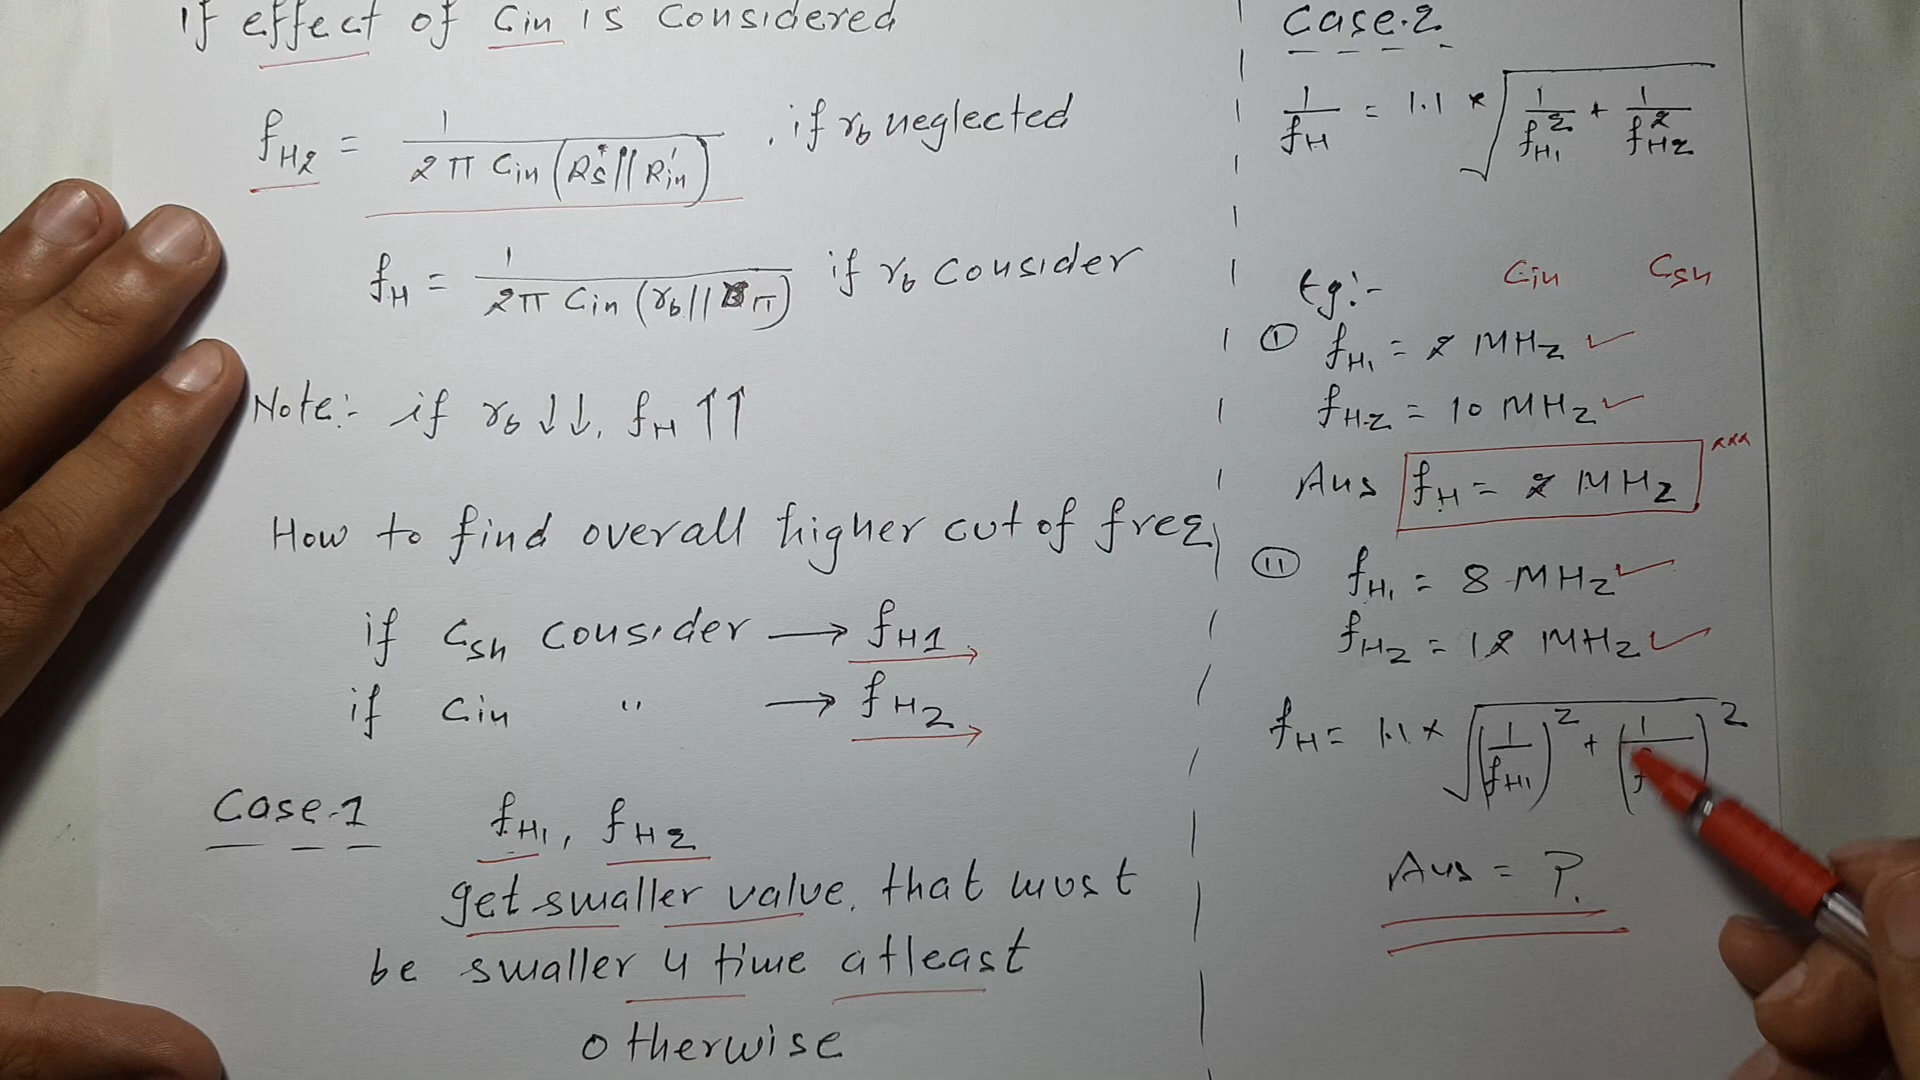 if effect of Cin is Considered
fH2 = 1 / 2π Cin (Rs || R'in) , if rb neglected
fH = 1 / 2π Cin (rb || π) if rb Consider
Note:- if rb ↓↓, fH ↑↑
How to find overall higher cut of freq
if Csh consider → fH1
if Cin " → fH2
Case-1 fH1, fH2
get smaller value, that must
be smaller 4 time atleast
otherwise
Case-2
1/fH = 1.1 × √(1/fH1² + 1/fH2²)
Eg:- Cin Csh
(I) fH1 = 2 MHz ✓
fH2 = 10 MHz ✓
Ans fH = 2 MHz xxx
(II) fH1 = 8 MHz ✓
fH2 = 12 MHz ✓
fH = 1.1 × √((1/fH1)² + (1/f)²)
Ans = ?